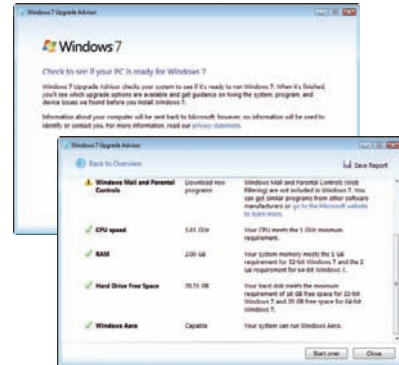 Windows 7 Upgrade Advisor
Windows 7
Check to see if your PC is ready for Windows 7
Windows 7 Upgrade Advisor checks your system to see if it's ready to run Windows 7. When it's finished,
you'll see which upgrade options are available and get guidance on fixing the system, program, and
device issues we found before you install Windows 7.
Information about your computer will be sent back to Microsoft; however, no information will be used to
identify or contact you. For more information, read our privacy statement.
Windows 7 Upgrade Advisor
Back to Overview
Save Report
Windows Mail and Parental Controls
Download new programs
Windows Mail and Parental Controls (Web
filtering) are not included in Windows 7. You
can get similar programs from other software
manufacturers or go to the Microsoft website
to learn more.
CPU speed
Your CPU meets the 1 GHz minimum
requirement.
RAM
2.00 GB
Your system memory meets the 1 GB
requirement for 32-bit Windows 7 and the 2
GB requirement for 64-bit Windows 7.
Hard Drive Free Space
Your hard disk meets the minimum
requirement of 16 GB free space for 32-bit
Windows 7 and 20 GB free space for 64-bit
Windows 7.
Windows Aero
Capable
Your system can run Windows Aero.
Start over
Close